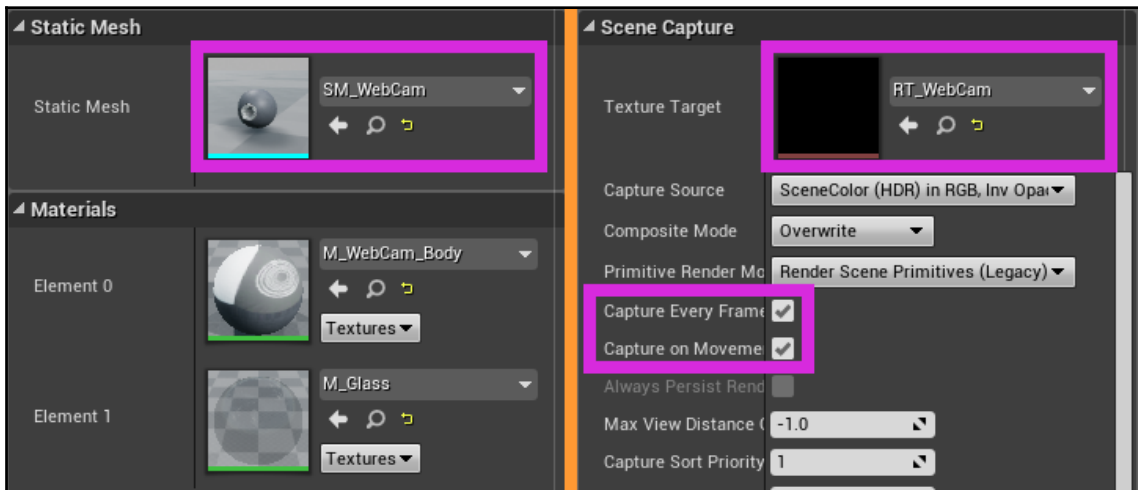 Static Mesh
Static Mesh
SM_WebCam
Materials
Element 0
M_WebCam_Body
Textures
Element 1
M_Glass
Textures
Scene Capture
Texture Target
RT_WebCam
Capture Source
SceneColor (HDR) in RGB, Inv Opa
Composite Mode
Overwrite
Primitive Render Mo
Render Scene Primitives (Legacy)
Capture Every Frame
Capture on Moveme
Always Persist Rend
Max View Distance
-1.0
Capture Sort Priority
1